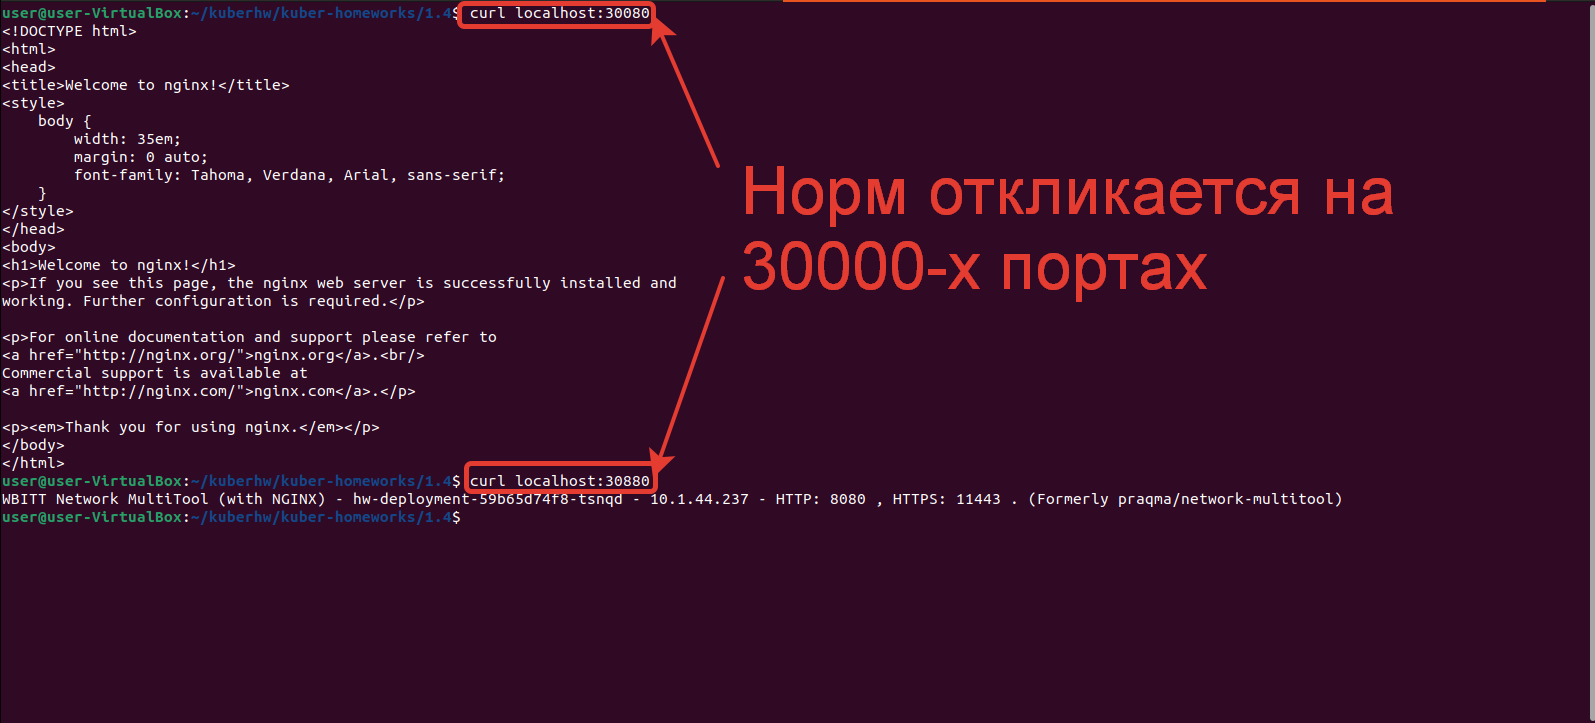 user@user-VirtualBox:~/kuberhw/kuber-homeworks/1.4$ curl localhost:30080
<!DOCTYPE html>
<html>
<head>
<title>Welcome to nginx!</title>
<style>
    body {
        width: 35em;
        margin: 0 auto;
        font-family: Tahoma, Verdana, Arial, sans-serif;
    }
</style>
</head>
<body>
<h1>Welcome to nginx!</h1>
<p>If you see this page, the nginx web server is successfully installed and
working. Further configuration is required.</p>
<p>For online documentation and support please refer to
<a href="http://nginx.org/">nginx.org</a>.<br/>
Commercial support is available at
<a href="http://nginx.com/">nginx.com</a>.</p>
<p><em>Thank you for using nginx.</em></p>
</body>
</html>
user@user-VirtualBox:~/kuberhw/kuber-homeworks/1.4$ curl localhost:30880
WBITT Network MultiTool (with NGINX) - hw-deployment-59b65d74f8-tsnqd - 10.1.44.237 - HTTP: 8080 , HTTPS: 11443 . (Formerly praqma/network-multitool)
user@user-VirtualBox:~/kuberhw/kuber-homeworks/1.4$
Норм откликается на
30000-х портах